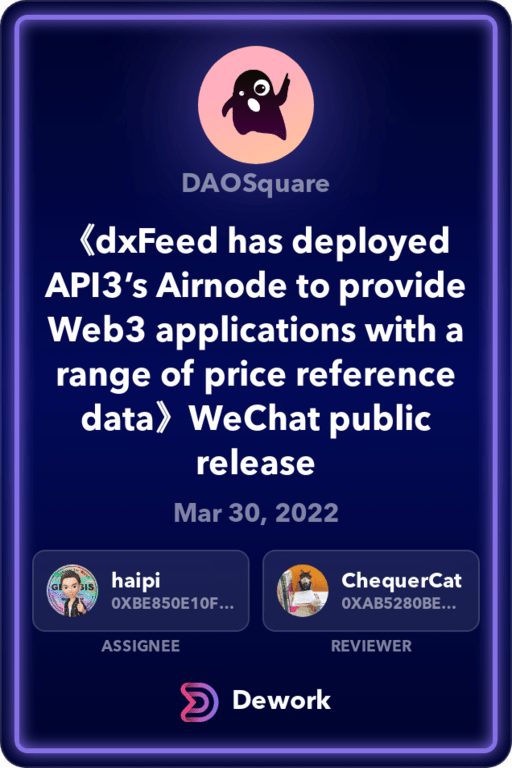 DAOSquare
《dxFeed has deployed
API3’s Airnode to provide
Web3 applications with a
range of price reference
data》WeChat public
release
Mar 30, 2022
haipi
0XBE850E10F...
ASSIGNEE
ChequerCat
0XAB5280BE...
REVIEWER
Dework